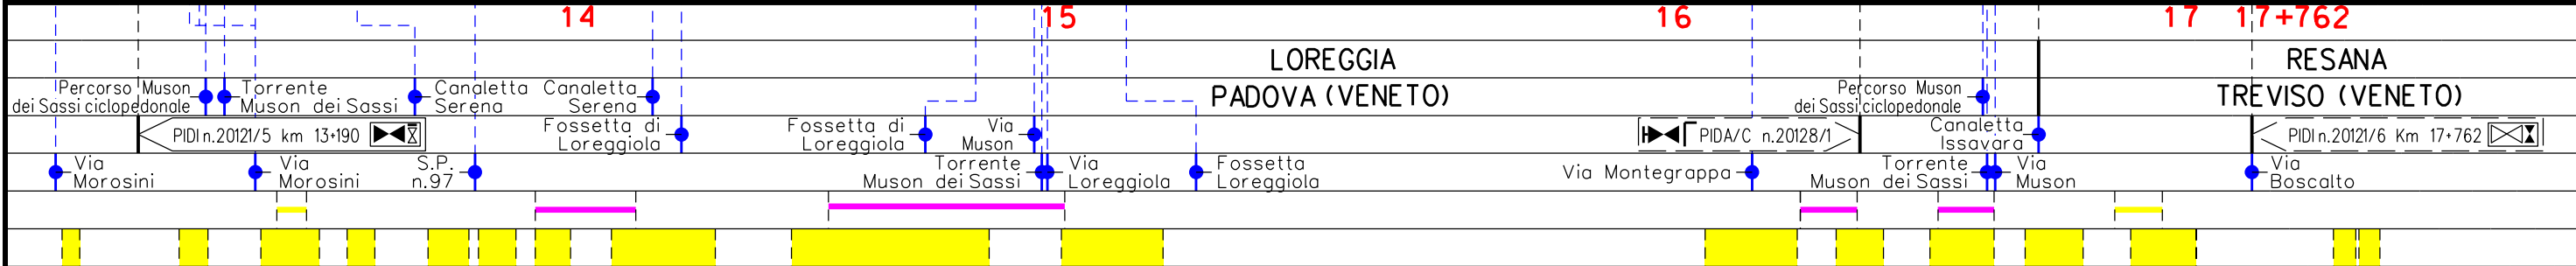 14 15 16 17 17+762
LOREGGIA RESANA
Percorso Muson
dei Sassi ciclopedonale
Torrente
Muson dei Sassi
Canaletta
Serena
Canaletta
Serena
PADOVA (VENETO)
Percorso Muson
dei Sassi ciclopedonale
TREVISO (VENETO)
PIDI n.20121/5 km 13+190
Fossetta di
Loreggiola
Fossetta di
Loreggiola
Via
Muson
PIDA/C n.20128/1
Canaletta
Issavara
PIDI n.20121/6 Km 17+762
Via
Morosini
Via
Morosini
S.P.
n.97
Torrente
Muson dei Sassi
Via
Loreggiola
Fossetta
Loreggiola
Via Montegrappa
Torrente
Muson dei Sassi
Via
Muson
Via
Boscalto